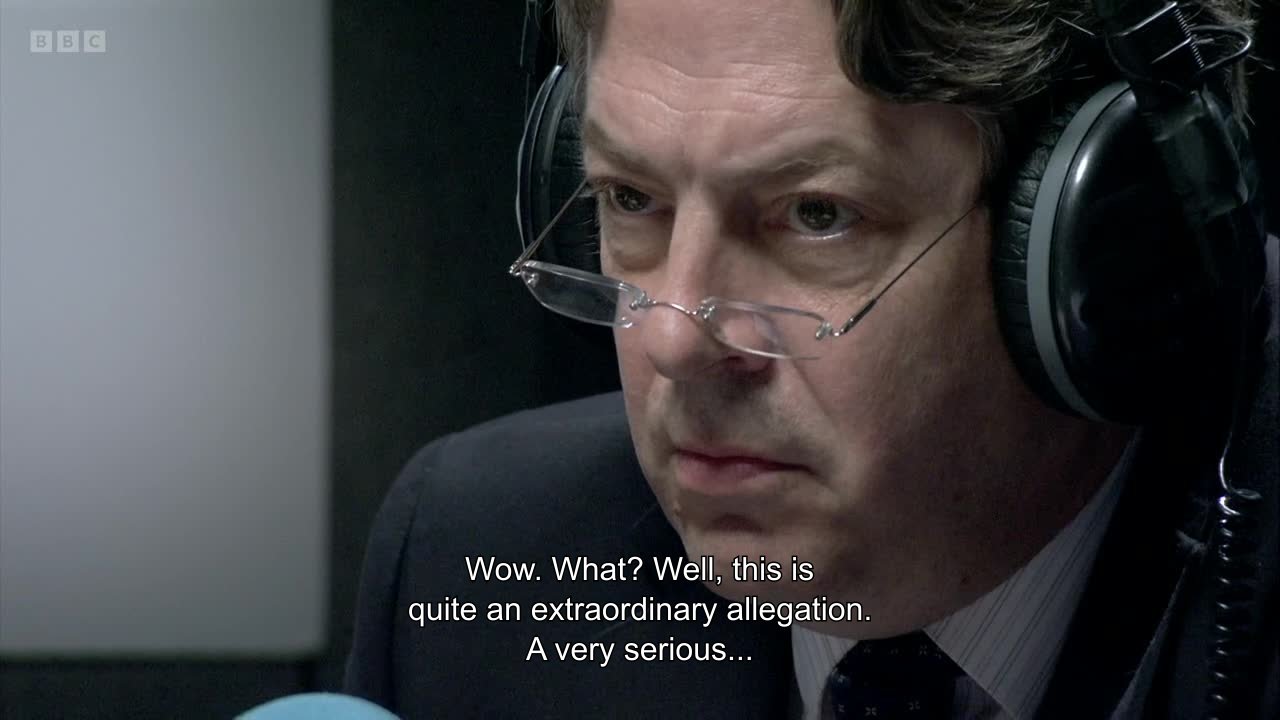 BBC
Wow. What? Well, this is
quite an extraordinary allegation.
A very serious...